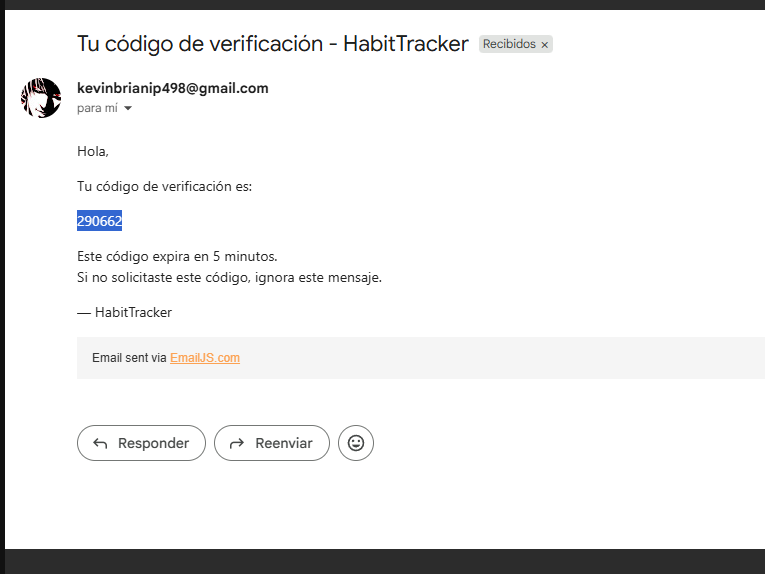 Tu código de verificación - HabitTracker Recibidos ×
kevinbrianip498@gmail.com
para mí
Hola,
Tu código de verificación es:
290662
Este código expira en 5 minutos.
Si no solicitaste este código, ignora este mensaje.
— HabitTracker
Email sent via EmailJS.com
Responder Reenviar